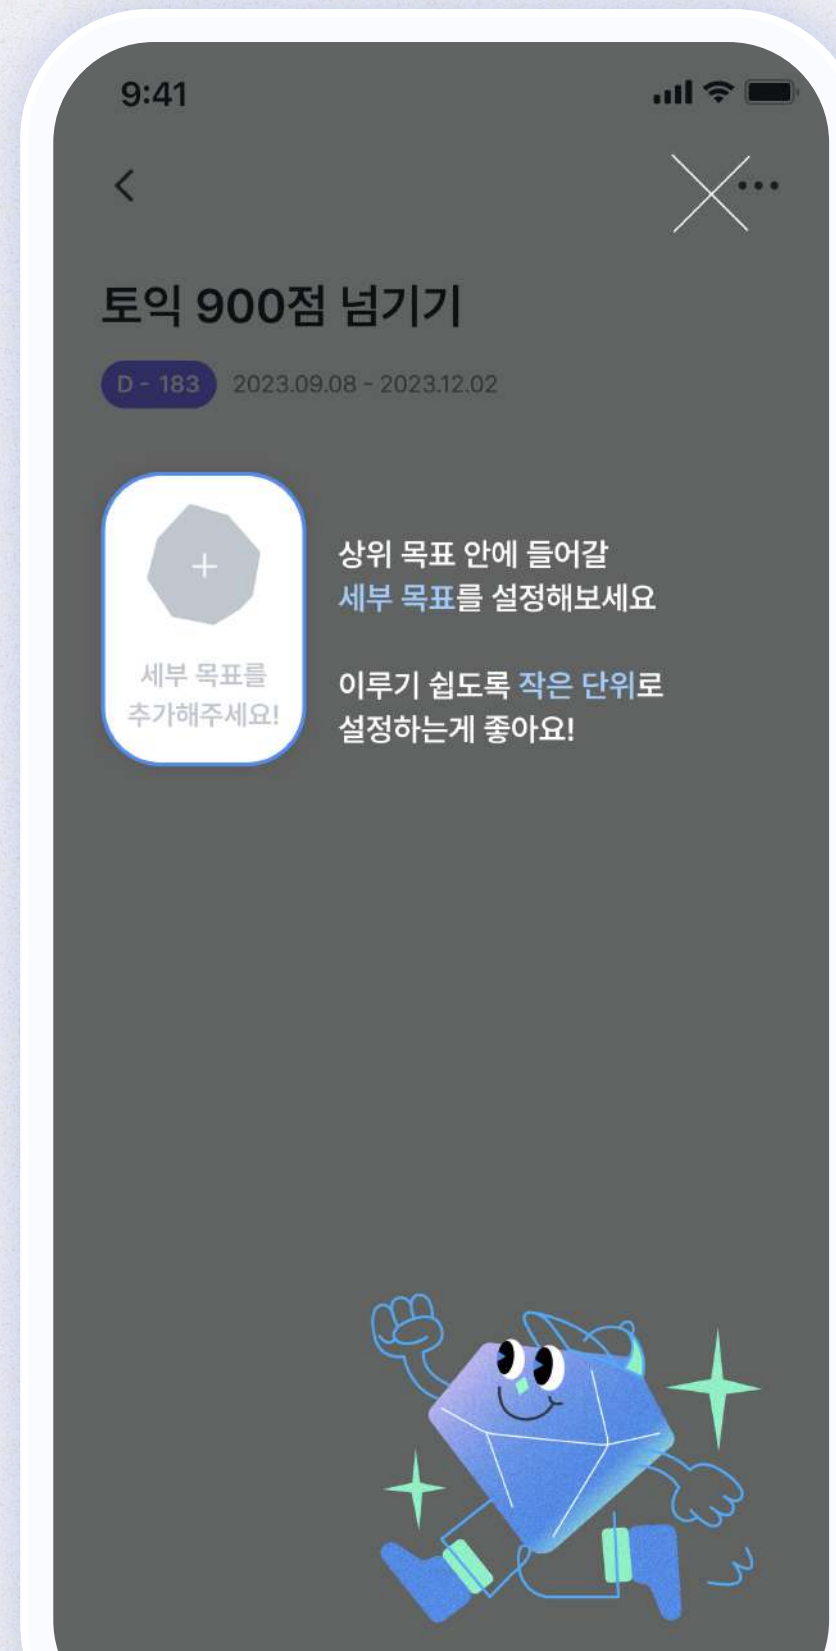 9:41
토익 900점 넘기기
D - 183 2023.09.08 - 2023.12.02
세부 목표를
추가해주세요!
상위 목표 안에 들어갈
세부 목표를 설정해보세요
이루기 쉽도록 작은 단위로
설정하는게 좋아요!